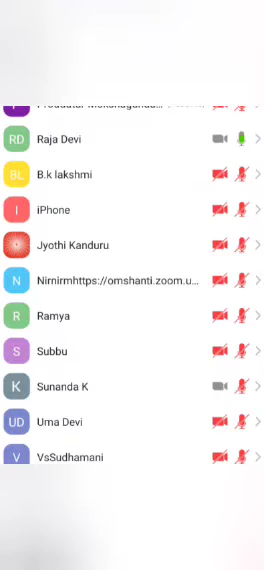 RD Raja Devi
BL B.k lakshmi
I iPhone
Jyothi Kanduru
N Nirnirmhttps://omshanti.zoom.u...
R Ramya
S Subbu
K Sunanda K
UD Uma Devi
V VsSudhamani